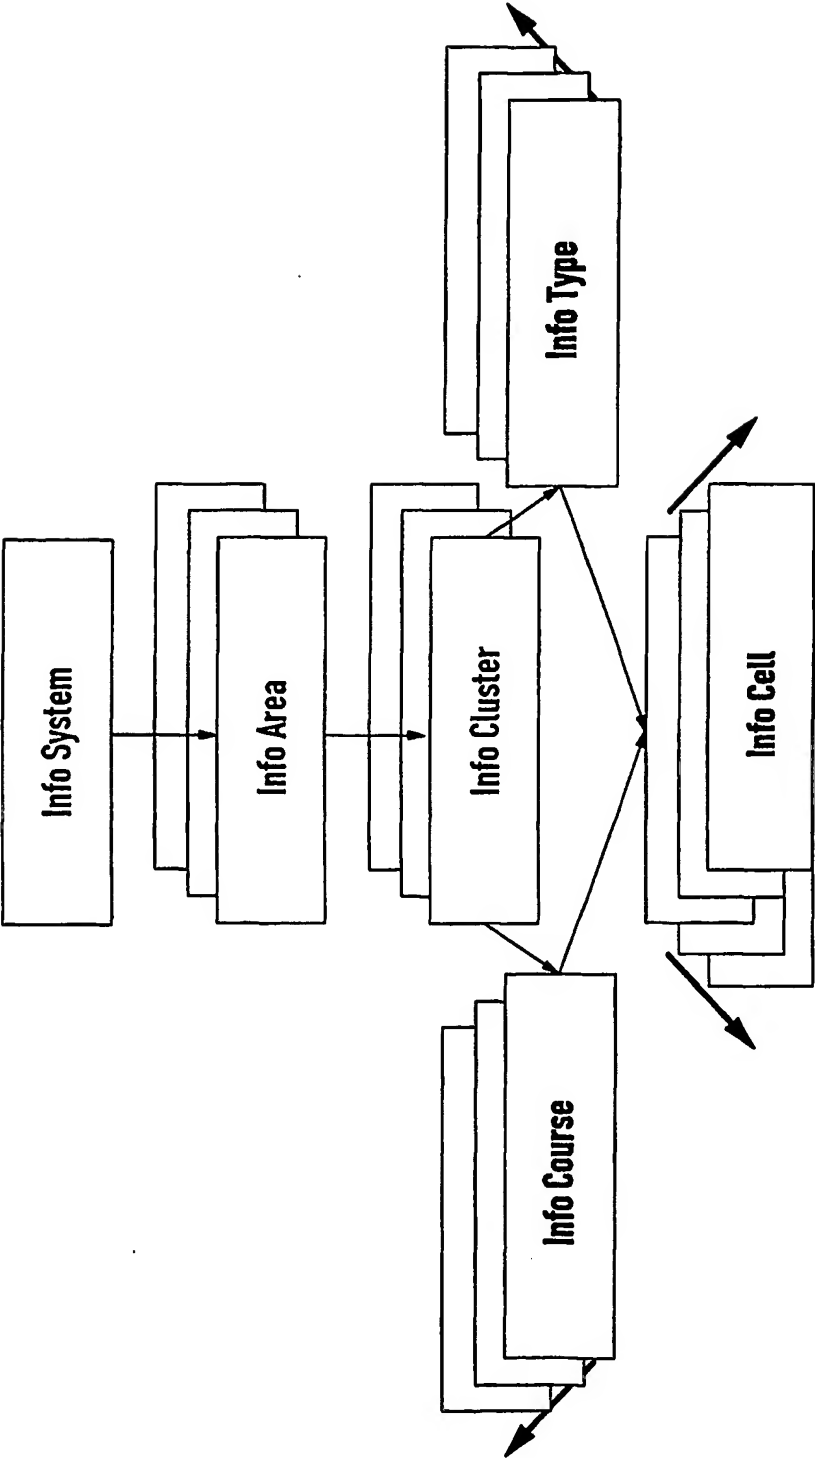 Info System
Info Area
Info Cluster
Info Course
Info Type
Info Cell